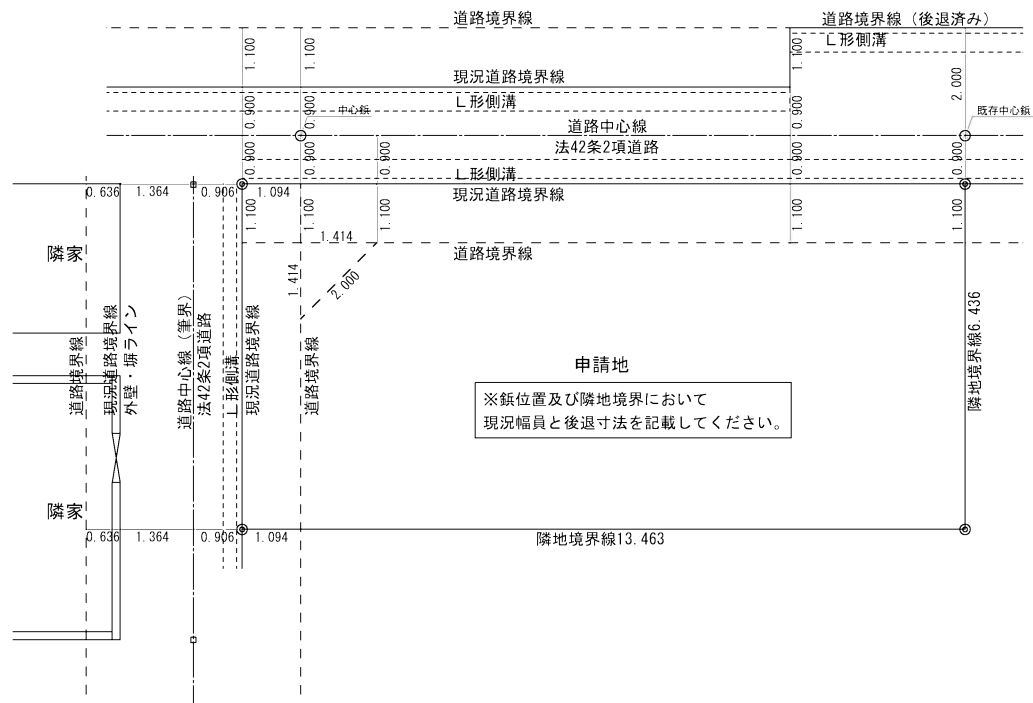 道路境界線
道路境界線（後退済み）
Ｌ形側溝
1.100
1.100
1.100
2.000
現況道路境界線
Ｌ形側溝
0.900
0.900
0.900
中心鋲
既存中心鋲
道路中心線
法42条2項道路
0.900
0.900
0.900
0.900
0.900
Ｌ形側溝
現況道路境界線
0.636
1.364
0.906
1.094
1.100
1.100
1.100
1.100
1.414
道路境界線
1.414
2.000
隣家
道路境界線
現況道路境界線
外壁・塀ライン
道路中心線（筆界）
法42条2項道路
Ｌ形側溝
現況道路境界線
道路境界線
隣地境界線6.436
申請地
※鋲位置及び隣地境界において
現況幅員と後退寸法を記載してください。
隣家
0.636
1.364
0.906
1.094
隣地境界線13.463